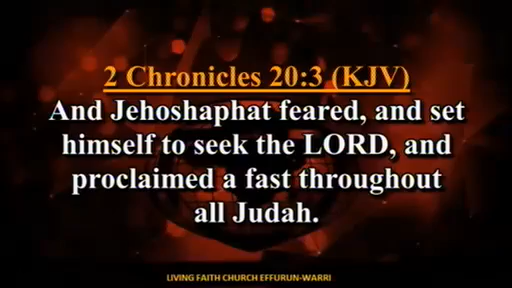 2 Chronicles 20:3 (KJV)
And Jehoshaphat feared, and set
himself to seek the LORD, and
proclaimed a fast throughout
all Judah.
LIVING FAITH CHURCH EFFURUN-WARRI